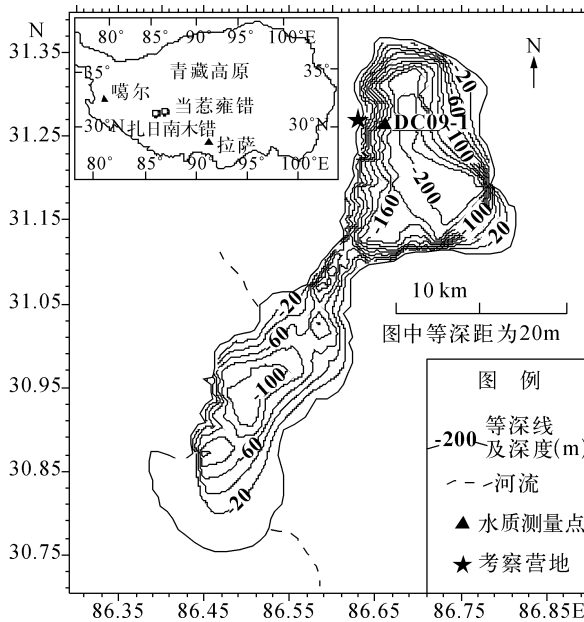 80° 85° 90° 95° 100°E
35°
35°
青藏高原
噶尔
当惹雍错
30°N
30°N
扎日南木错
拉萨
80° 85° 90° 95° 100°E
N
31.35
31.25
31.15
31.05
30.95
30.85
30.75
-20
60
DC09-1
-100
-200
-160
-100
20
-20
60
-100
-60
20
10 km
图中等深距为20m
图 例
-200 等深线
及深度(m)
河流
水质测量点
考察营地
86.35 86.45 86.55 86.65 86.75 86.85E